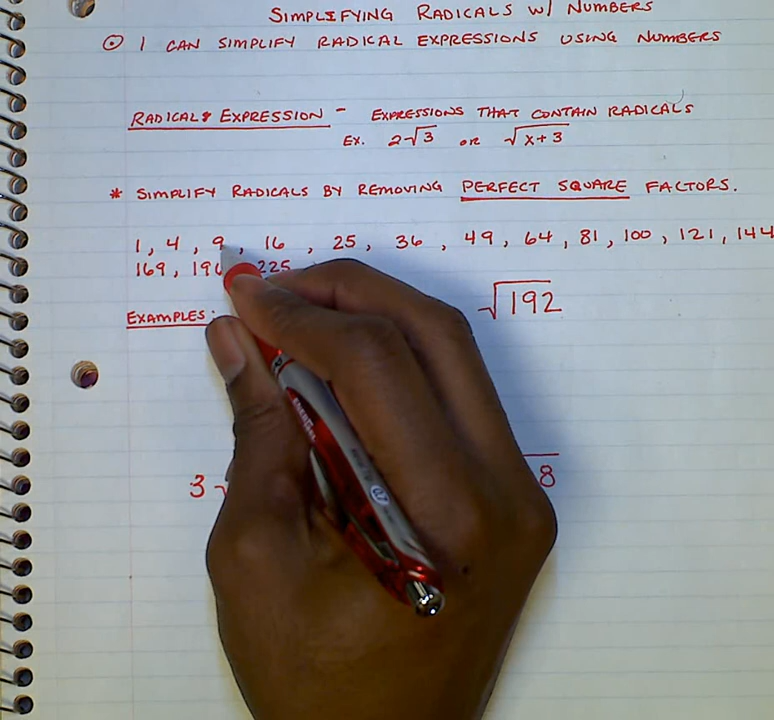 SIMPLIFYING RADICALS W/ NUMBERS
⊙ I CAN SIMPLIFY RADICAL EXPRESSIONS USING NUMBERS
RADICAL EXPRESSION - EXPRESSIONS THAT CONTAIN RADICALS
EX. 2√3 OR √x+3
* SIMPLIFY RADICALS BY REMOVING PERFECT SQUARE FACTORS.
1, 4, 9, 16, 25, 36, 49, 64, 81, 100, 121, 144
169, 196 225
EXAMPLES: √192
3√ 8